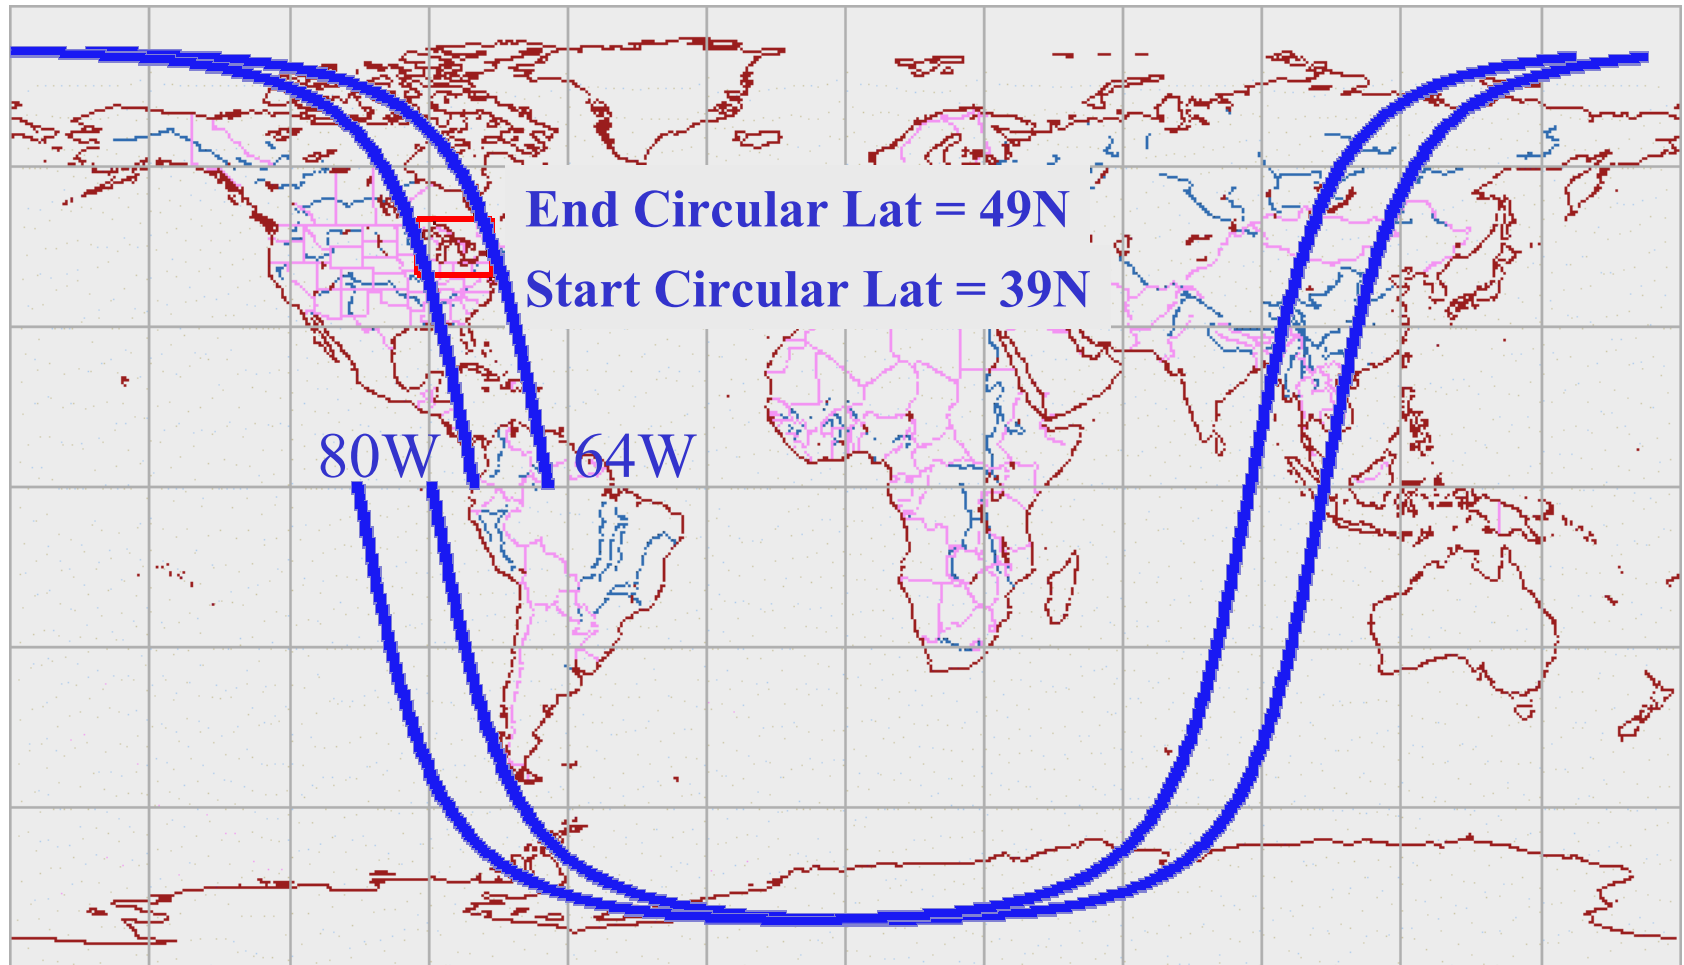 End Circular Lat = 49N
Start Circular Lat = 39N
80W 64W